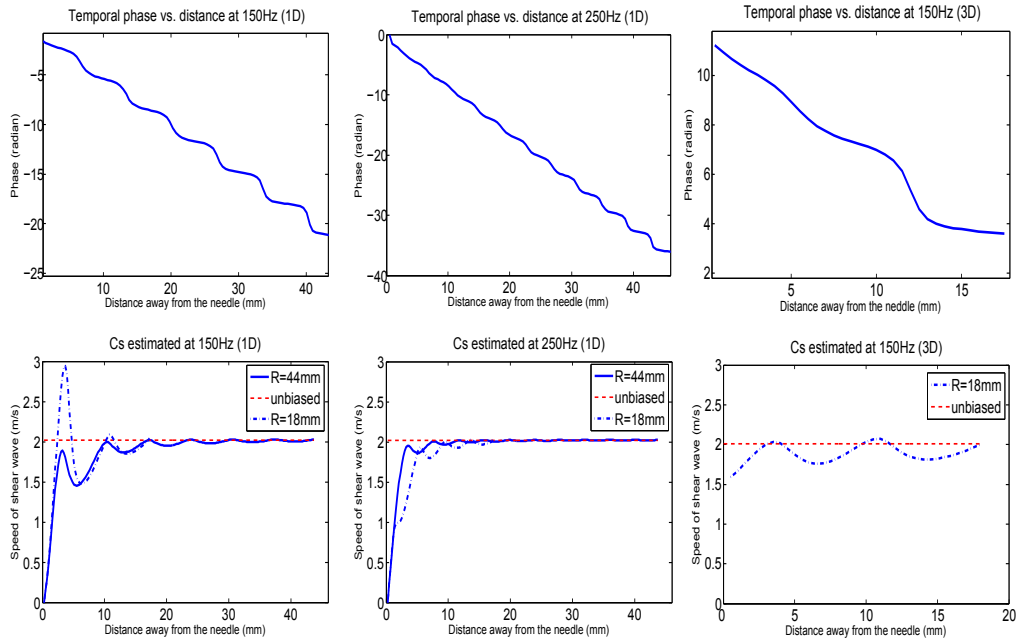 Temporal phase vs. distance at 150Hz (1D)
Phase (radian)
−5
−10
−15
−20
−25
10
20
30
40
Distance away from the needle (mm)
Temporal phase vs. distance at 250Hz (1D)
Phase (radian)
0
−10
−20
−30
−40
0
10
20
30
40
Distance away from the needle (mm)
Temporal phase vs. distance at 150Hz (3D)
Phase (radian)
10
8
6
4
2
5
10
15
Distance away from the neddle (mm)
Cs estimated at 150Hz (1D)
Speed of shear wave (m/s)
3
2.5
2
1.5
1
0.5
0
0
10
20
30
40
Distance away from the needle (mm)
R=44mm
unbiased
R=18mm
Cs estimated at 250Hz (1D)
Speed of shear wave (m/s)
3
2.5
2
1.5
1
0.5
0
0
10
20
30
40
Distance away from the needle (mm)
R=44mm
unbiased
R=18mm
Cs estimated at 150Hz (3D)
Speed of shear wave (m/s)
3
2.5
2
1.5
1
0.5
0
0
5
10
15
20
Distance away from the needle (mm)
R=18mm
unbiased